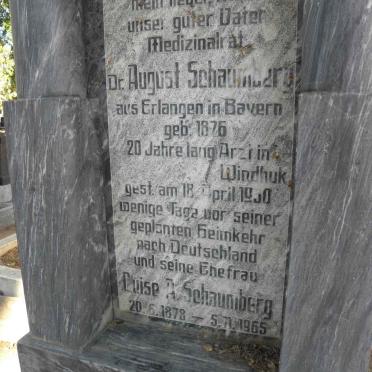 unser guter Vater
Medizinalrat
Dr. August Schaumberg
aus Erlangen in Bayern
geb. 1876
20 Jahre lang Arzt in
Windhuk
gest. am 18. April 1930
wenige Tage vor seiner
geplanten Heimkehr
nach Deutschland
und seine Ehefrau
Luise A. Schaumberg
20.6.1878 - 5.7.1965